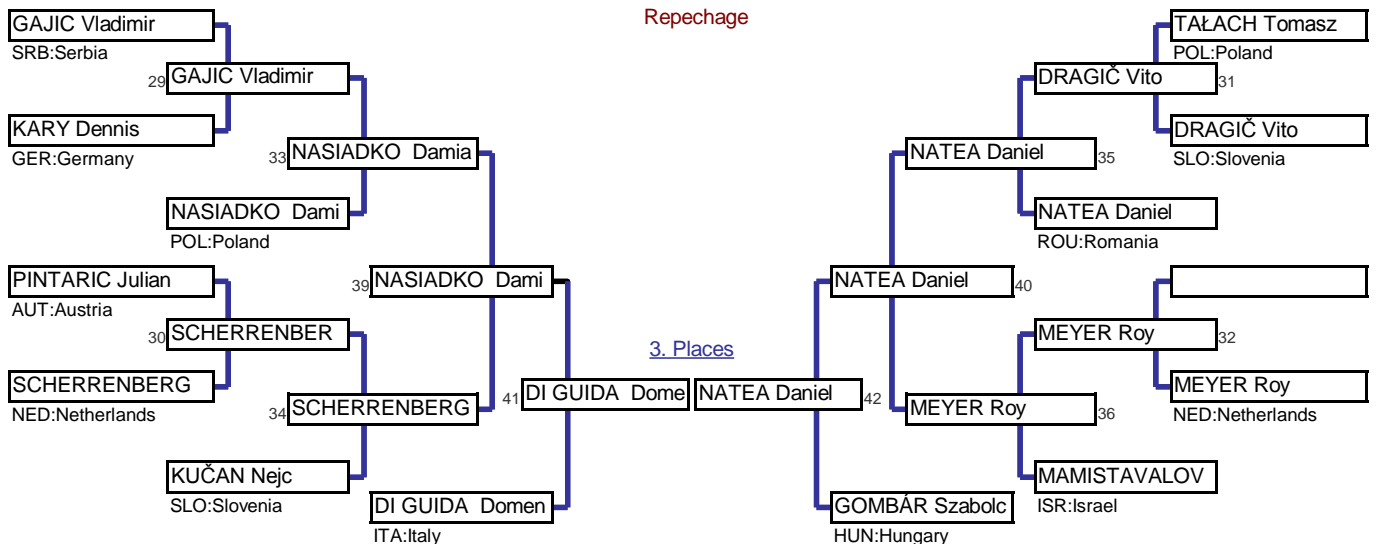 Repechage
GAJIC Vladimir
SRB:Serbia
29
GAJIC Vladimir
KARY Dennis
GER:Germany
33
NASIADKO Damia
NASIADKO Dami
POL:Poland
PINTARIC Julian
AUT:Austria
39
NASIADKO Dami
30
SCHERRENBER
SCHERRENBERG
NED:Netherlands
34
SCHERRENBERG
KUČAN Nejc
SLO:Slovenia
3. Places
41
DI GUIDA Dome
DI GUIDA Domen
ITA:Italy
TAŁACH Tomasz
POL:Poland
DRAGIČ Vito
31
DRAGIČ Vito
SLO:Slovenia
NATEA Daniel
35
NATEA Daniel
ROU:Romania
NATEA Daniel
40
MEYER Roy
32
MEYER Roy
NED:Netherlands
NATEA Daniel
42
MEYER Roy
36
MAMISTAVALOV
ISR:Israel
GOMBÁR Szabolc
HUN:Hungary